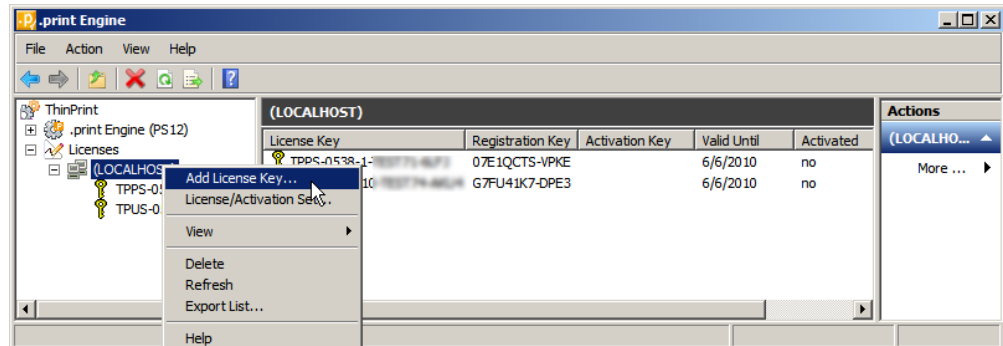 .print Engine
File Action View Help
ThinPrint
.print Engine (PS12)
Licenses
(LOCALHOS
TPPS-05
TPUS-0
Add License Key...
License/Activation Set...
View
Delete
Refresh
Export List...
Help
(LOCALHOST)
License Key Registration Key Activation Key Valid Until Activated
TPPS-0538-1- 07E1QCTS-VPKE 6/6/2010 no
10 G7FU41K7-DPE3 6/6/2010 no
Actions
(LOCALHO...
More ...